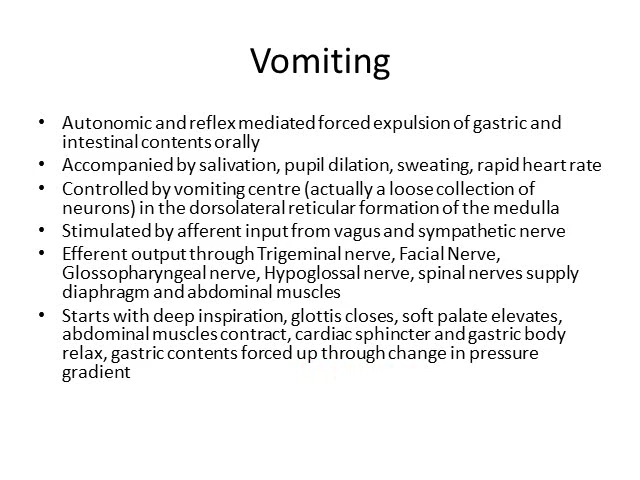 Vomiting
• Autonomic and reflex mediated forced expulsion of gastric and
intestinal contents orally
• Accompanied by salivation, pupil dilation, sweating, rapid heart rate
• Controlled by vomiting centre (actually a loose collection of
neurons) in the dorsolateral reticular formation of the medulla
• Stimulated by afferent input from vagus and sympathetic nerve
• Efferent output through Trigeminal nerve, Facial Nerve,
Glossopharyngeal nerve, Hypoglossal nerve, spinal nerves supply
diaphragm and abdominal muscles
• Starts with deep inspiration, glottis closes, soft palate elevates,
abdominal muscles contract, cardiac sphincter and gastric body
relax, gastric contents forced up through change in pressure
gradient